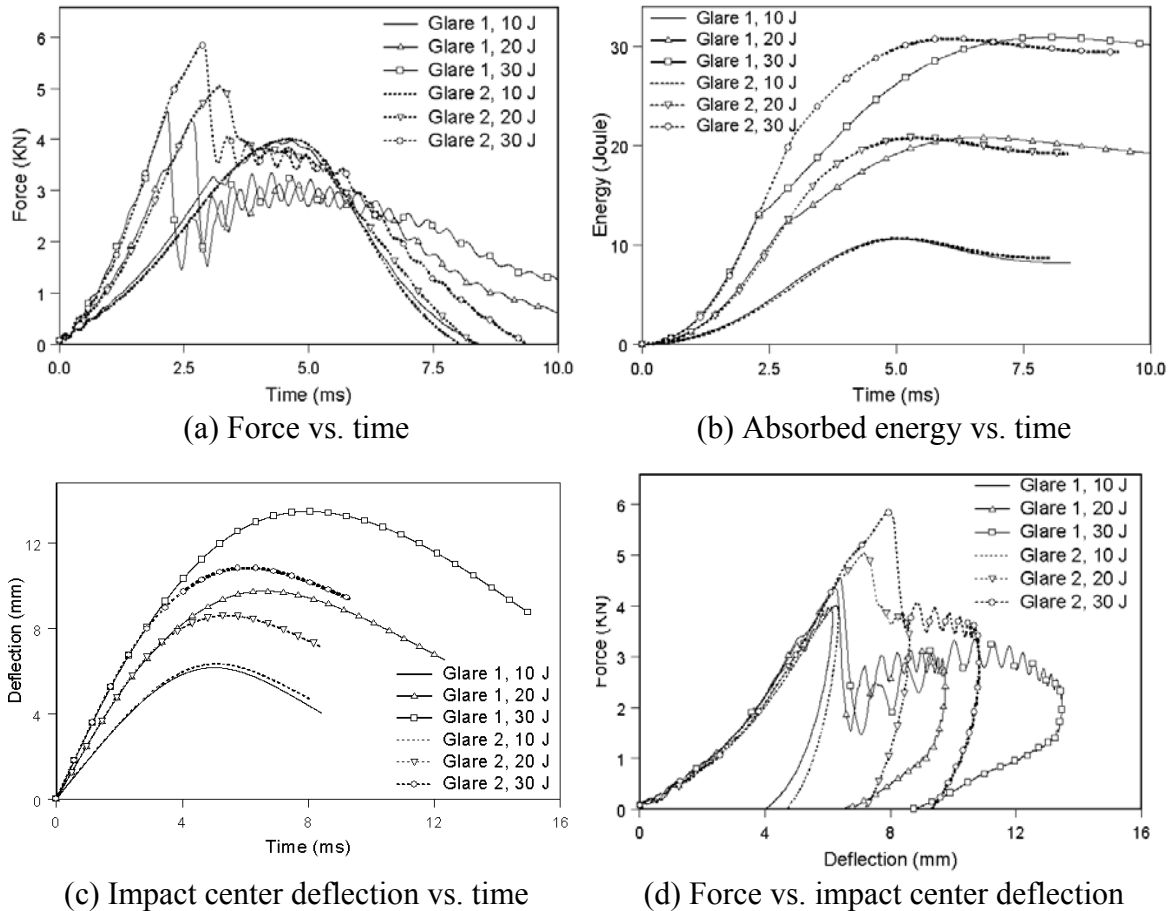 Force (KN)
6
5
4
3
2
1
0
0.0 2.5 5.0 7.5 10.0
Time (ms)
Glare 1, 10 J
Glare 1, 20 J
Glare 1, 30 J
Glare 2, 10 J
Glare 2, 20 J
Glare 2, 30 J
(a) Force vs. time
Energy (Joule)
30
20
10
0
0.0 2.5 5.0 7.5 10.0
Time (ms)
Glare 1, 10 J
Glare 1, 20 J
Glare 1, 30 J
Glare 2, 10 J
Glare 2, 20 J
Glare 2, 30 J
(b) Absorbed energy vs. time
Deflection (mm)
12
8
4
0
0 4 8 12 16
Time (ms)
Glare 1, 10 J
Glare 1, 20 J
Glare 1, 30 J
Glare 2, 10 J
Glare 2, 20 J
Glare 2, 30 J
(c) Impact center deflection vs. time
Force (KN)
6
5
4
3
2
1
0
0 4 8 12 16
Deflection (mm)
Glare 1, 10 J
Glare 1, 20 J
Glare 1, 30 J
Glare 2, 10 J
Glare 2, 20 J
Glare 2, 30 J
(d) Force vs. impact center deflection